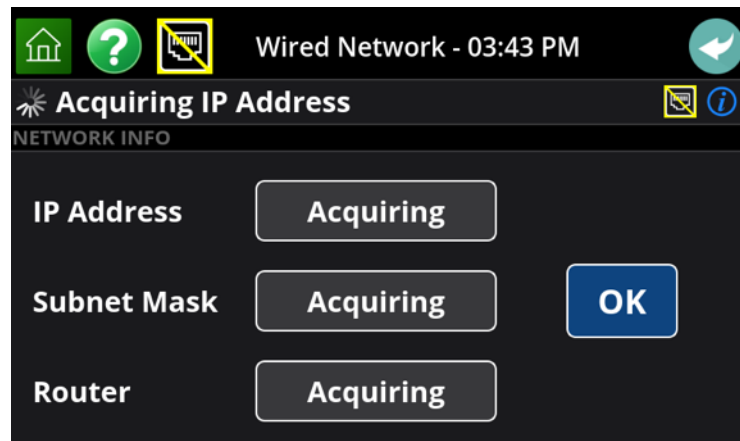 ? Wired Network - 03:43 PM
Acquiring IP Address i
NETWORK INFO
IP Address Acquiring
Subnet Mask Acquiring OK
Router Acquiring